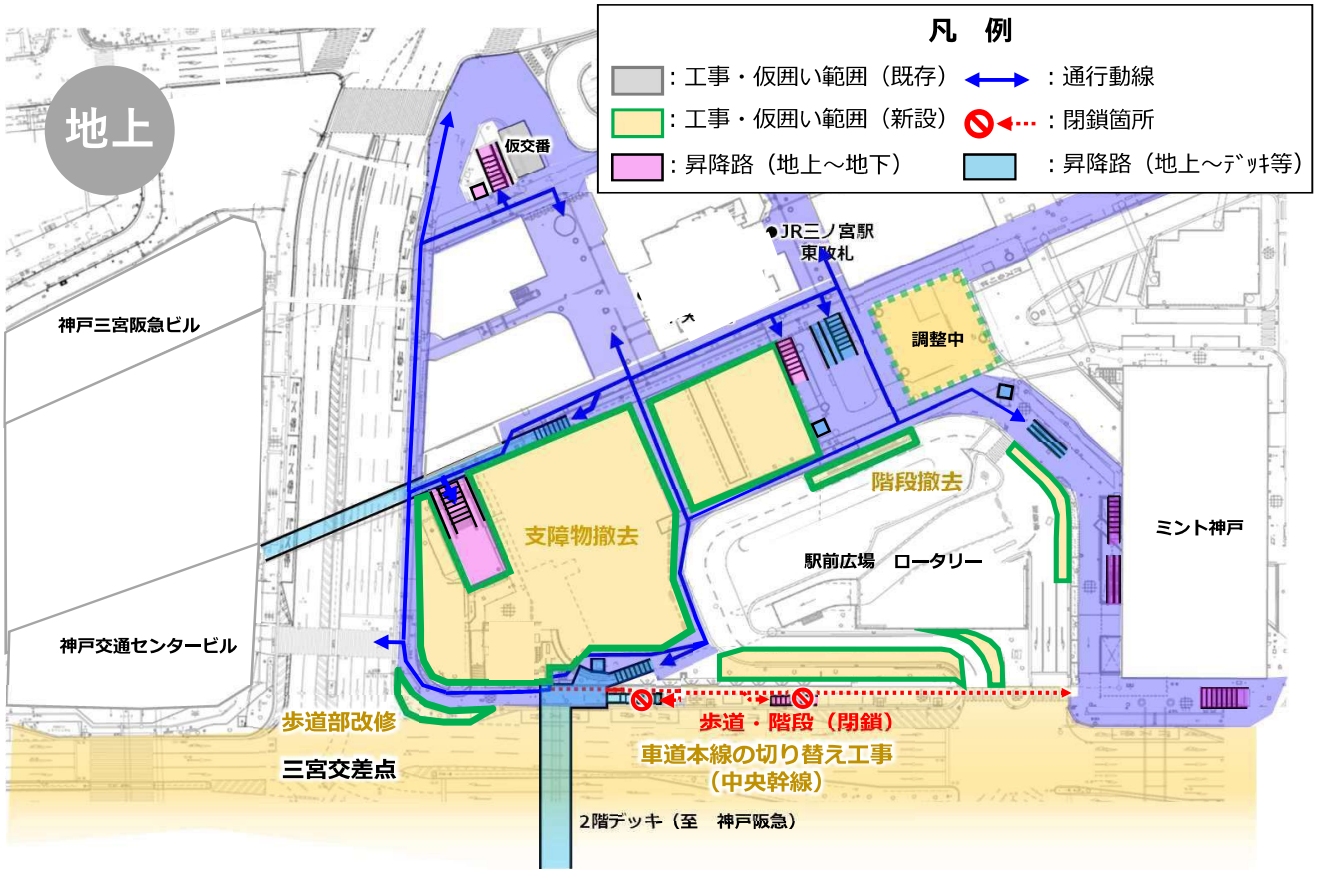 地上
凡 例
：工事・仮囲い範囲（既存）
：通行動線
：工事・仮囲い範囲（新設）
：閉鎖箇所
：昇降路（地上～地下）
：昇降路（地上～ﾃﾞｯｷ等）
仮交番
JR三ノ宮駅
東改札
神戸三宮阪急ビル
調整中
階段撤去
支障物撤去
ミント神戸
駅前広場 ロータリー
神戸交通センタービル
歩道部改修
歩道・階段（閉鎖）
三宮交差点
車道本線の切り替え工事
（中央幹線）
2階デッキ（至 神戸阪急）